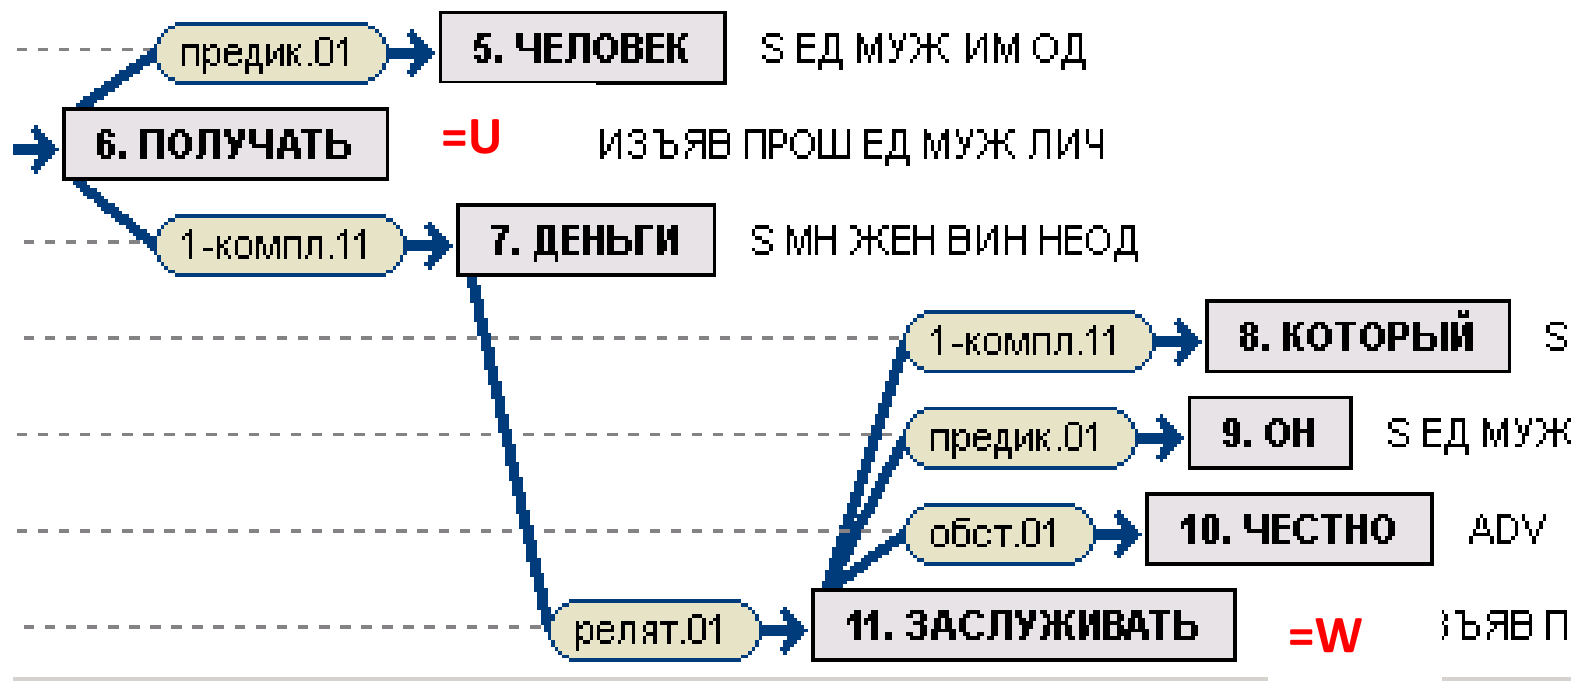 предик.01 5. ЧЕЛОВЕК S ЕД МУЖ ИМ ОД
6. ПОЛУЧАТЬ =U ИЗЪЯВ ПРОШ ЕД МУЖ ЛИЧ
1-компл.11 7. ДЕНЬГИ S МН ЖЕН ВИН НЕОД
1-компл.11 8. КОТОРЫЙ S
предик.01 9. ОН S ЕД МУЖ
обст.01 10. ЧЕСТНО ADV
релят.01 11. ЗАСЛУЖИВАТЬ =W ЗЪЯВ П